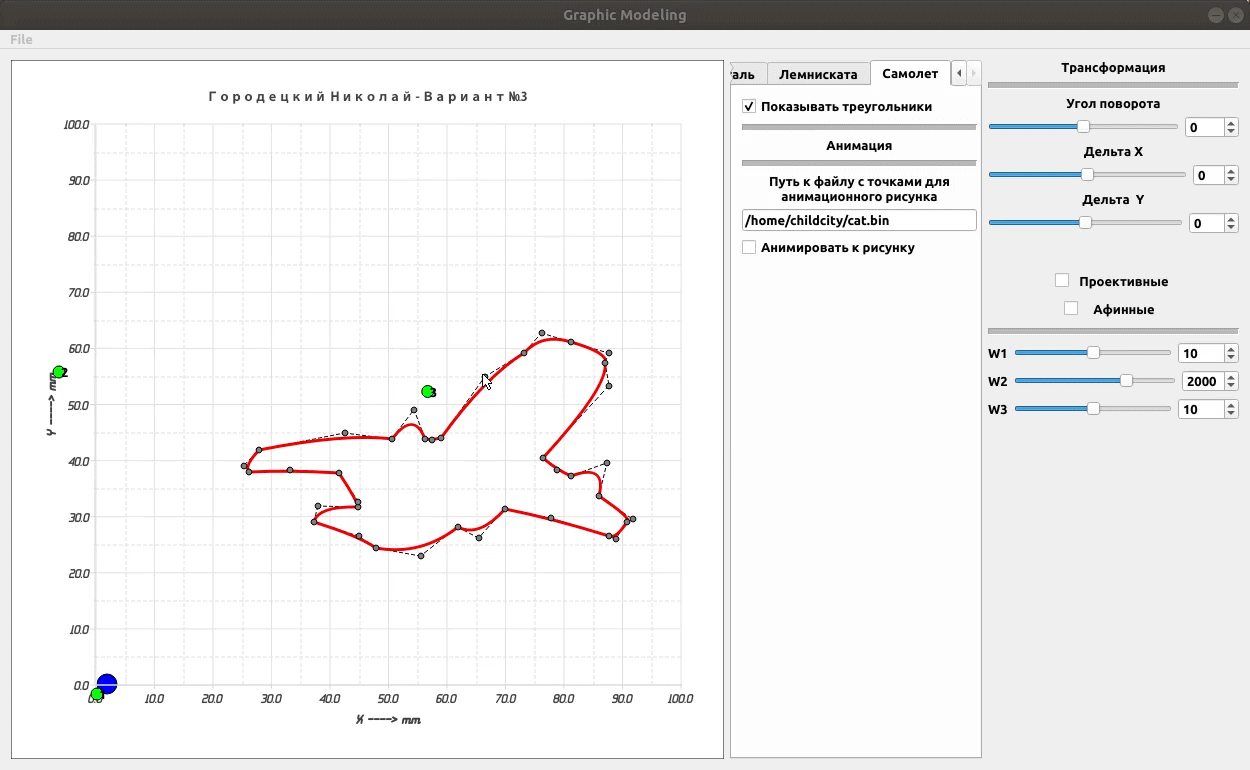 Graphic Modeling
File
Городецкий Николай-Вариант №3
100.0
90.0
80.0
70.0
60.0
50.0
40.0
30.0
20.0
10.0
0.0
Y ----> mm.
2
3
10.0
20.0
30.0
40.0
50.0
60.0
70.0
80.0
90.0
100.0
X ----> mm.
аль
Лемниската
Самолет
Показывать треугольники
Анимация
Путь к файлу с точками для
анимационного рисунка
/home/childcity/cat.bin
Анимировать к рисунку
Трансформация
Угол поворота
0
Дельта X
0
Дельта Y
0
Проективные
Афинные
W1
10
W2
2000
W3
10